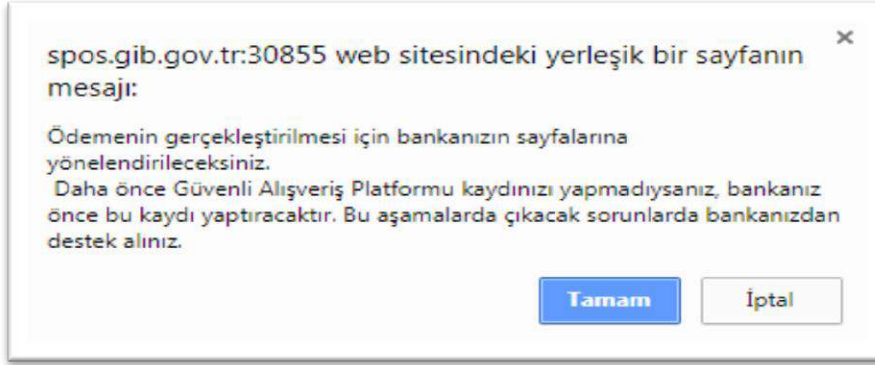 spos.gib.gov.tr:30855 web sitesindeki yerleşik bir sayfanın
mesajı:
Ödemenin gerçekleştirilmesi için bankanızın sayfalarına
yönelendirileceksiniz.
Daha önce Güvenli Alışveriş Platformu kaydınızı yapmadıysanız, bankanız
önce bu kaydı yaptıracaktır. Bu aşamalarda çıkacak sorunlarda bankanızdan
destek alınız.
Tamam İptal